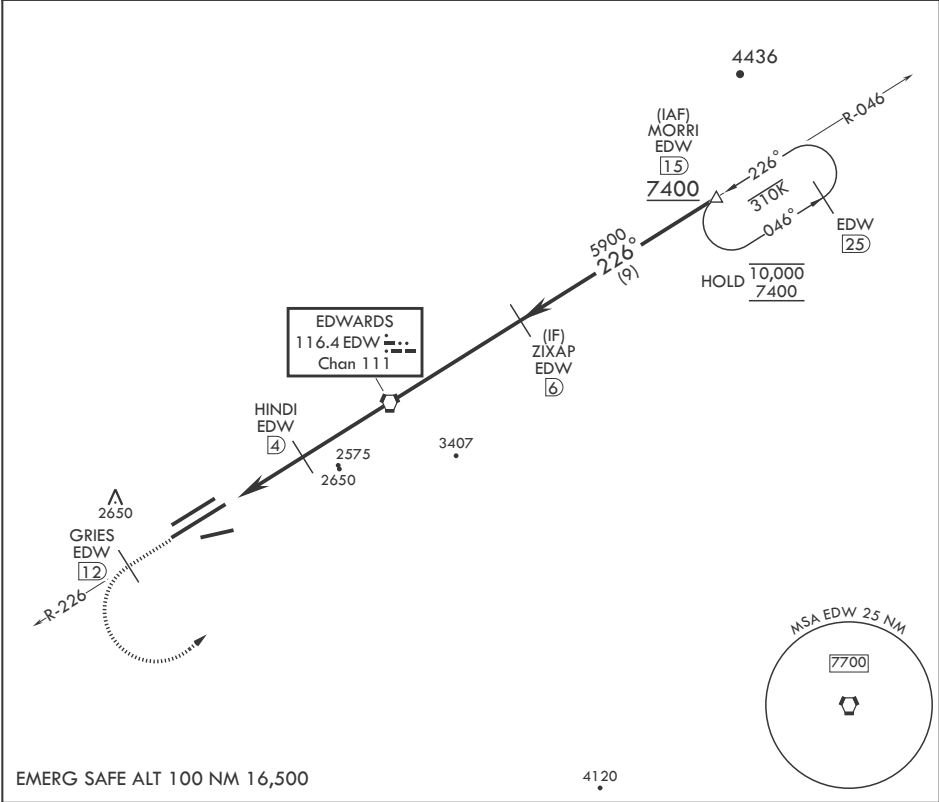 4436
R-046
(IAF)
MORRI
EDW
15
7400
226°
310K
046°
EDW
25
HOLD
10,000
7400
5900
226°
(9)
(IF)
ZIXAP
EDW
6
EDWARDS
116.4 EDW
Chan 111
HINDI
EDW
4
2575
2650
3407
2650
GRIES
EDW
12
R-226
MSA EDW 25 NM
7700
EMERG SAFE ALT 100 NM 16,500
4120